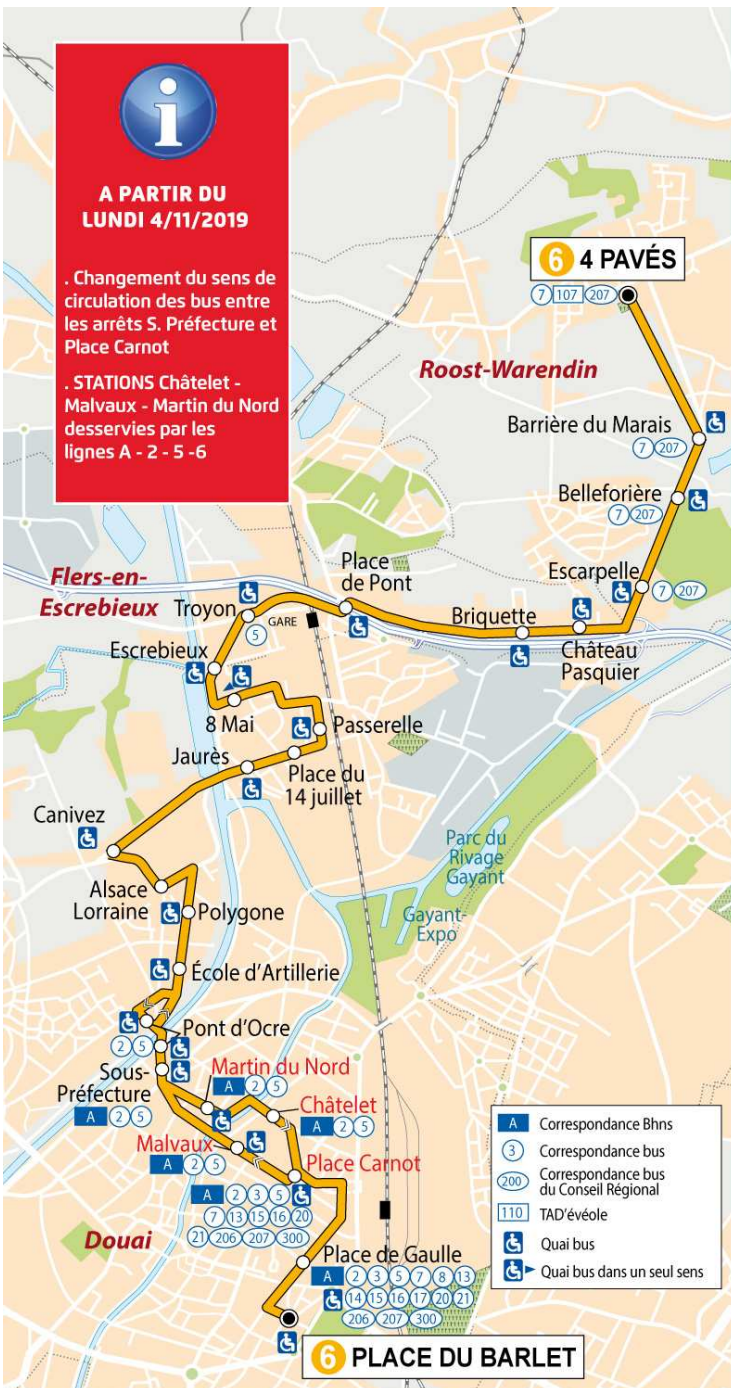 A PARTIR DU
LUNDI 4/11/2019
. Changement du sens de
circulation des bus entre
les arrêts S. Préfecture et
Place Carnot
. STATIONS Châtelet -
Malvaux - Martin du Nord
desservies par les
lignes A - 2 - 5 -6
6 4 PAVÉS
7 107 207
Roost-Warendin
Barrière du Marais
7 207
Belleforière
7 207
Escarpelle
7 207
Château
Pasquier
Briquette
Place
de Pont
Flers-en-
Escrebieux
Troyon
5
GARE
Escrebieux
8 Mai
Passerelle
Place du
14 juillet
Jaurès
Canivez
Alsace
Lorraine
Polygone
Parc du
Rivage
Gayant
Gayant-
Expo
École d'Artillerie
Pont d'Ocre
2 5
Sous-
Préfecture
A 2 5
Martin du Nord
A 2 5
Châtelet
A 2 5
Malvaux
A 2 5
Place Carnot
A 2 3 5
7 13 15 16 20
21 206 207 300
Douai
Place de Gaulle
A 2 3 5 7 8 13
14 15 16 17 20 21
206 207 300
6 PLACE DU BARLET
A Correspondance Bhns
3 Correspondance bus
200 Correspondance bus
du Conseil Régional
110 TAD'évéole
Quai bus
Quai bus dans un seul sens